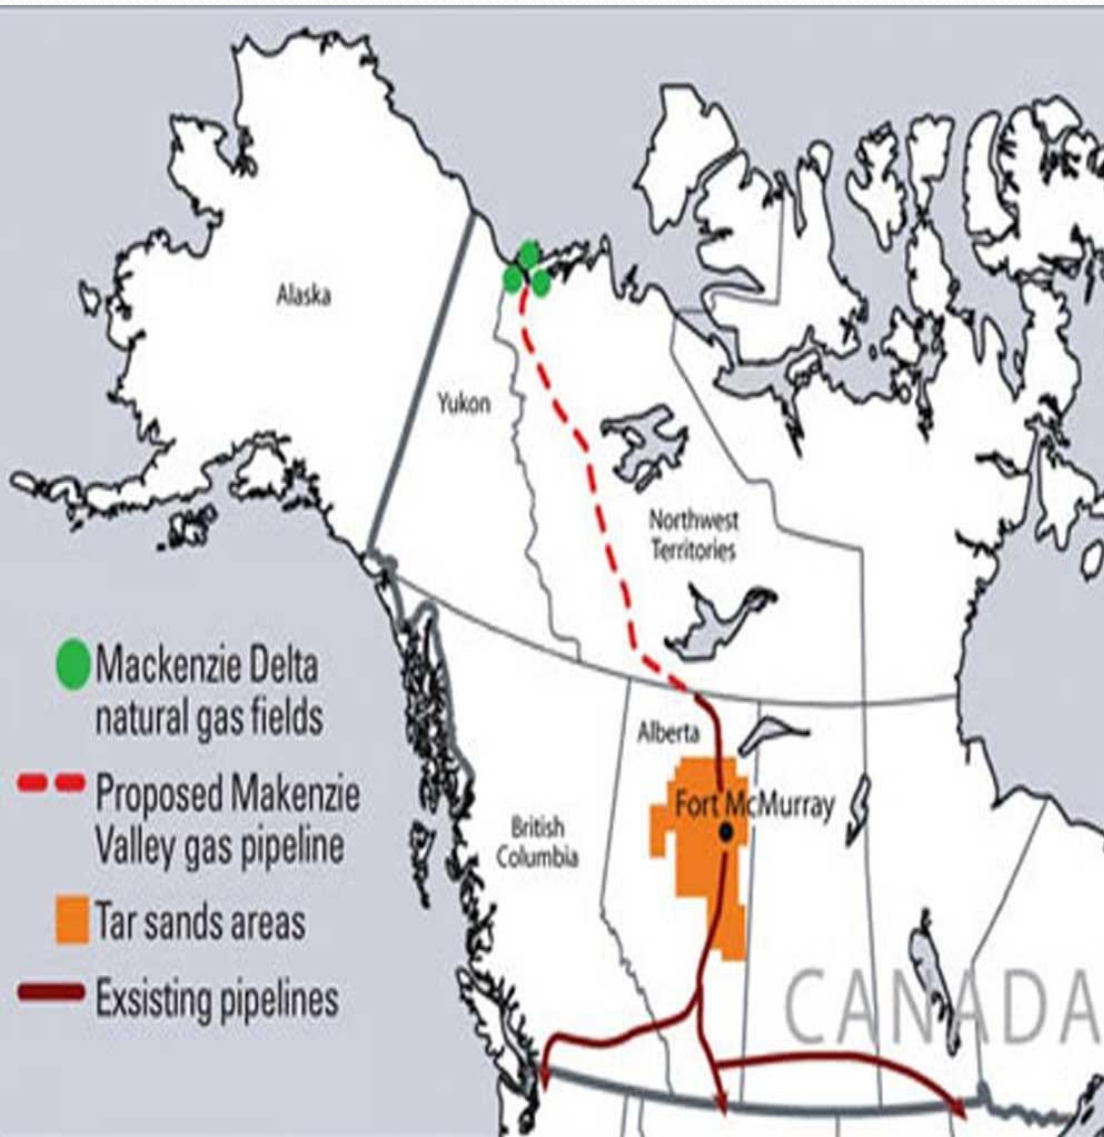 Alaska
Yukon
Northwest
Territories
Mackenzie Delta
natural gas fields
Alberta
Proposed Makenzie
Valley gas pipeline
Fort McMurray
British
Columbia
Tar sands areas
CANADA
Exsisting pipelines